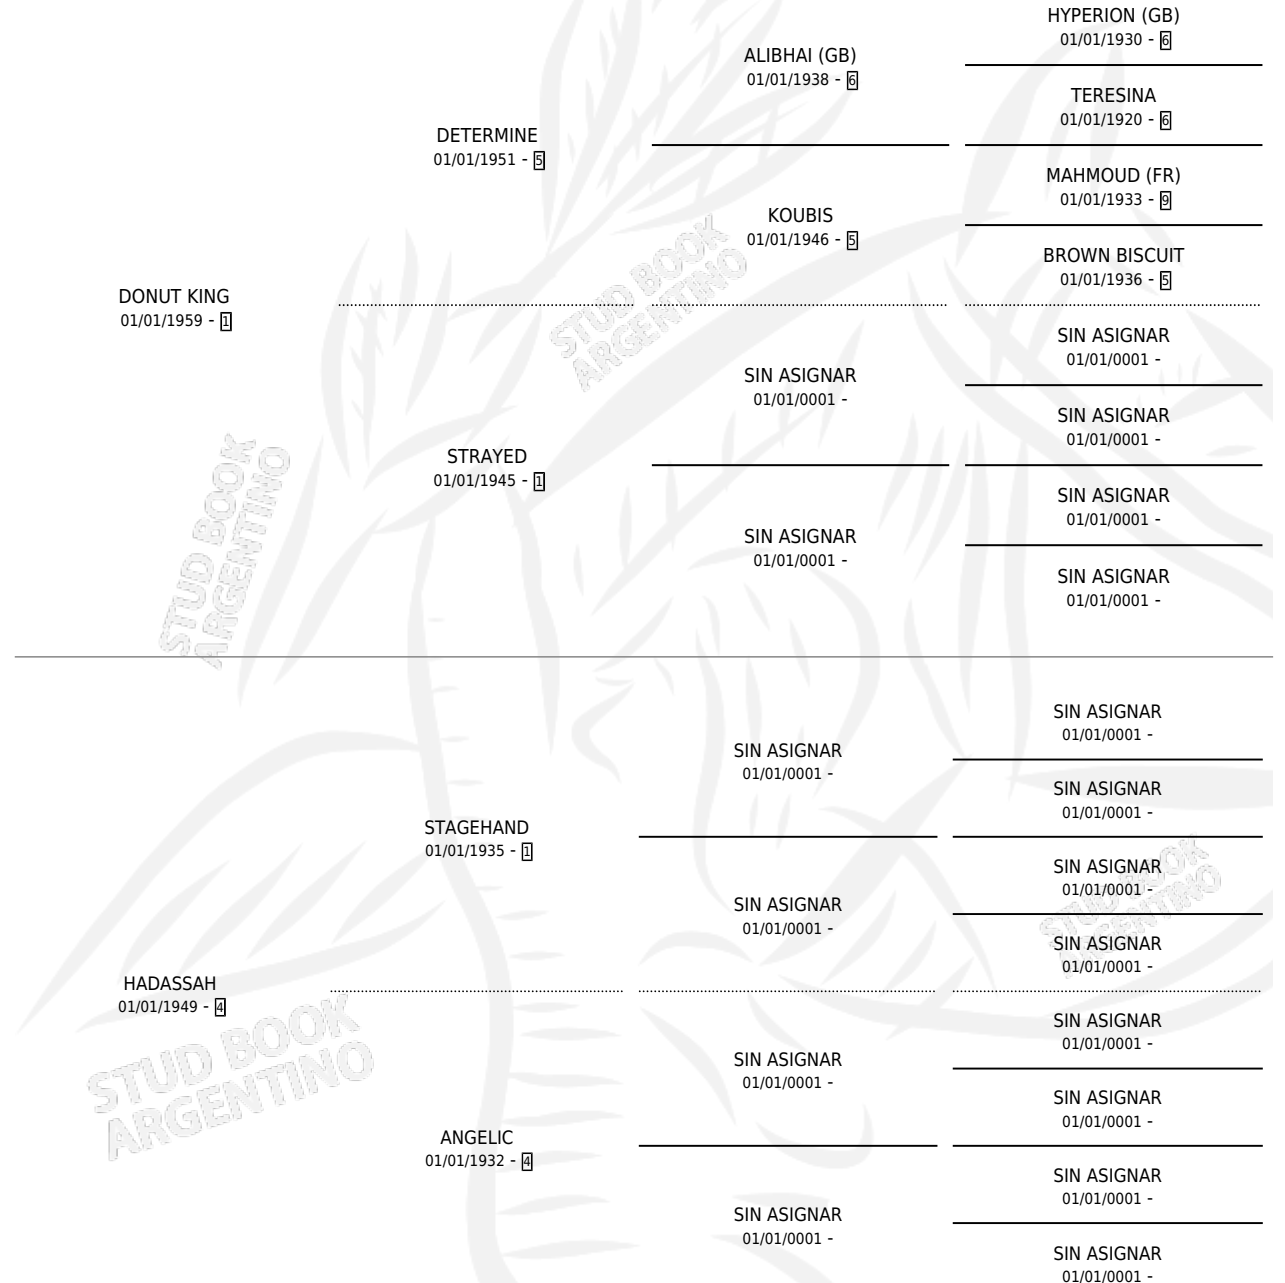 HYPERION (GB)
01/01/1930 - 6
ALIBHAI (GB)
01/01/1938 - 6
TERESINA
01/01/1920 - 6
DETERMINE
01/01/1951 - 5
MAHMOUD (FR)
01/01/1933 - 9
KOUBIS
01/01/1946 - 5
BROWN BISCUIT
01/01/1936 - 5
DONUT KING
01/01/1959 - 1
SIN ASIGNAR
01/01/0001 -
SIN ASIGNAR
01/01/0001 -
SIN ASIGNAR
01/01/0001 -
STRAYED
01/01/1945 - 1
SIN ASIGNAR
01/01/0001 -
SIN ASIGNAR
01/01/0001 -
SIN ASIGNAR
01/01/0001 -
STUD BOOK
ARGENTINO
STUD BOOK
ARGENTINO
SIN ASIGNAR
01/01/0001 -
SIN ASIGNAR
01/01/0001 -
SIN ASIGNAR
01/01/0001 -
STAGEHAND
01/01/1935 - 1
SIN ASIGNAR
01/01/0001 -
SIN ASIGNAR
01/01/0001 -
SIN ASIGNAR
01/01/0001 -
HADASSAH
01/01/1949 - 4
SIN ASIGNAR
01/01/0001 -
SIN ASIGNAR
01/01/0001 -
SIN ASIGNAR
01/01/0001 -
ANGELIC
01/01/1932 - 4
SIN ASIGNAR
01/01/0001 -
SIN ASIGNAR
01/01/0001 -
SIN ASIGNAR
01/01/0001 -
STUD BOOK
ARGENTINO
STUD BOOK
ARGENTINO